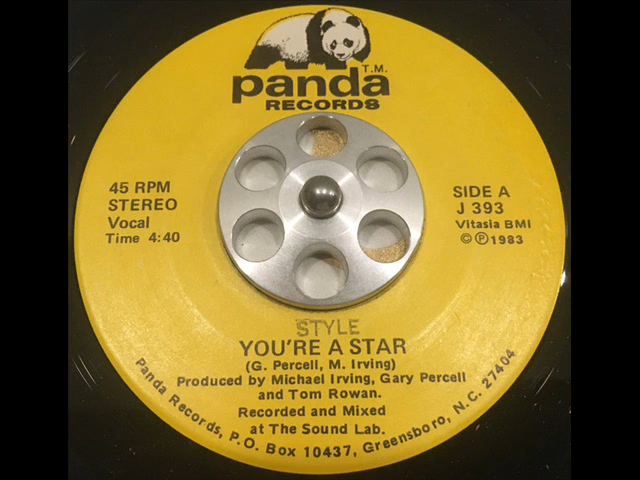 T.M.
panda
RECORDS
45 RPM
STEREO
Vocal
Time 4:40
SIDE A
J 393
Vitasia BMI
© Ⓟ 1983
STYLE
YOU'RE A STAR
(G. Percell, M. Irving)
Produced by Michael Irving, Gary Percell
and Tom Rowan.
Recorded and Mixed
at The Sound Lab.
Panda Records, P.O. Box 10437, Greensboro, N.C. 27404